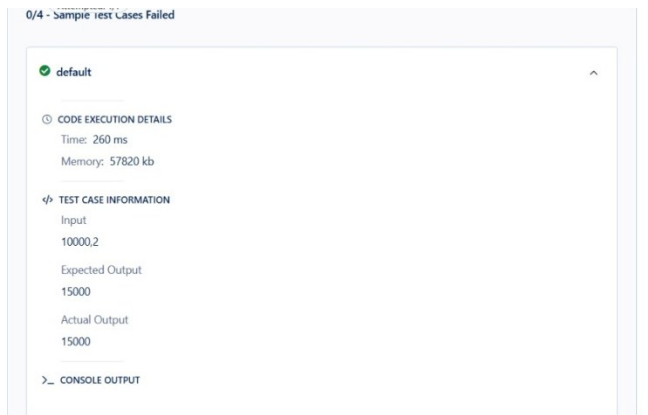 0/4 - Sample Test Cases Failed
default
CODE EXECUTION DETAILS
Time: 260 ms
Memory: 57820 kb
</> TEST CASE INFORMATION
Input
10000,2
Expected Output
15000
Actual Output
15000
>_ CONSOLE OUTPUT